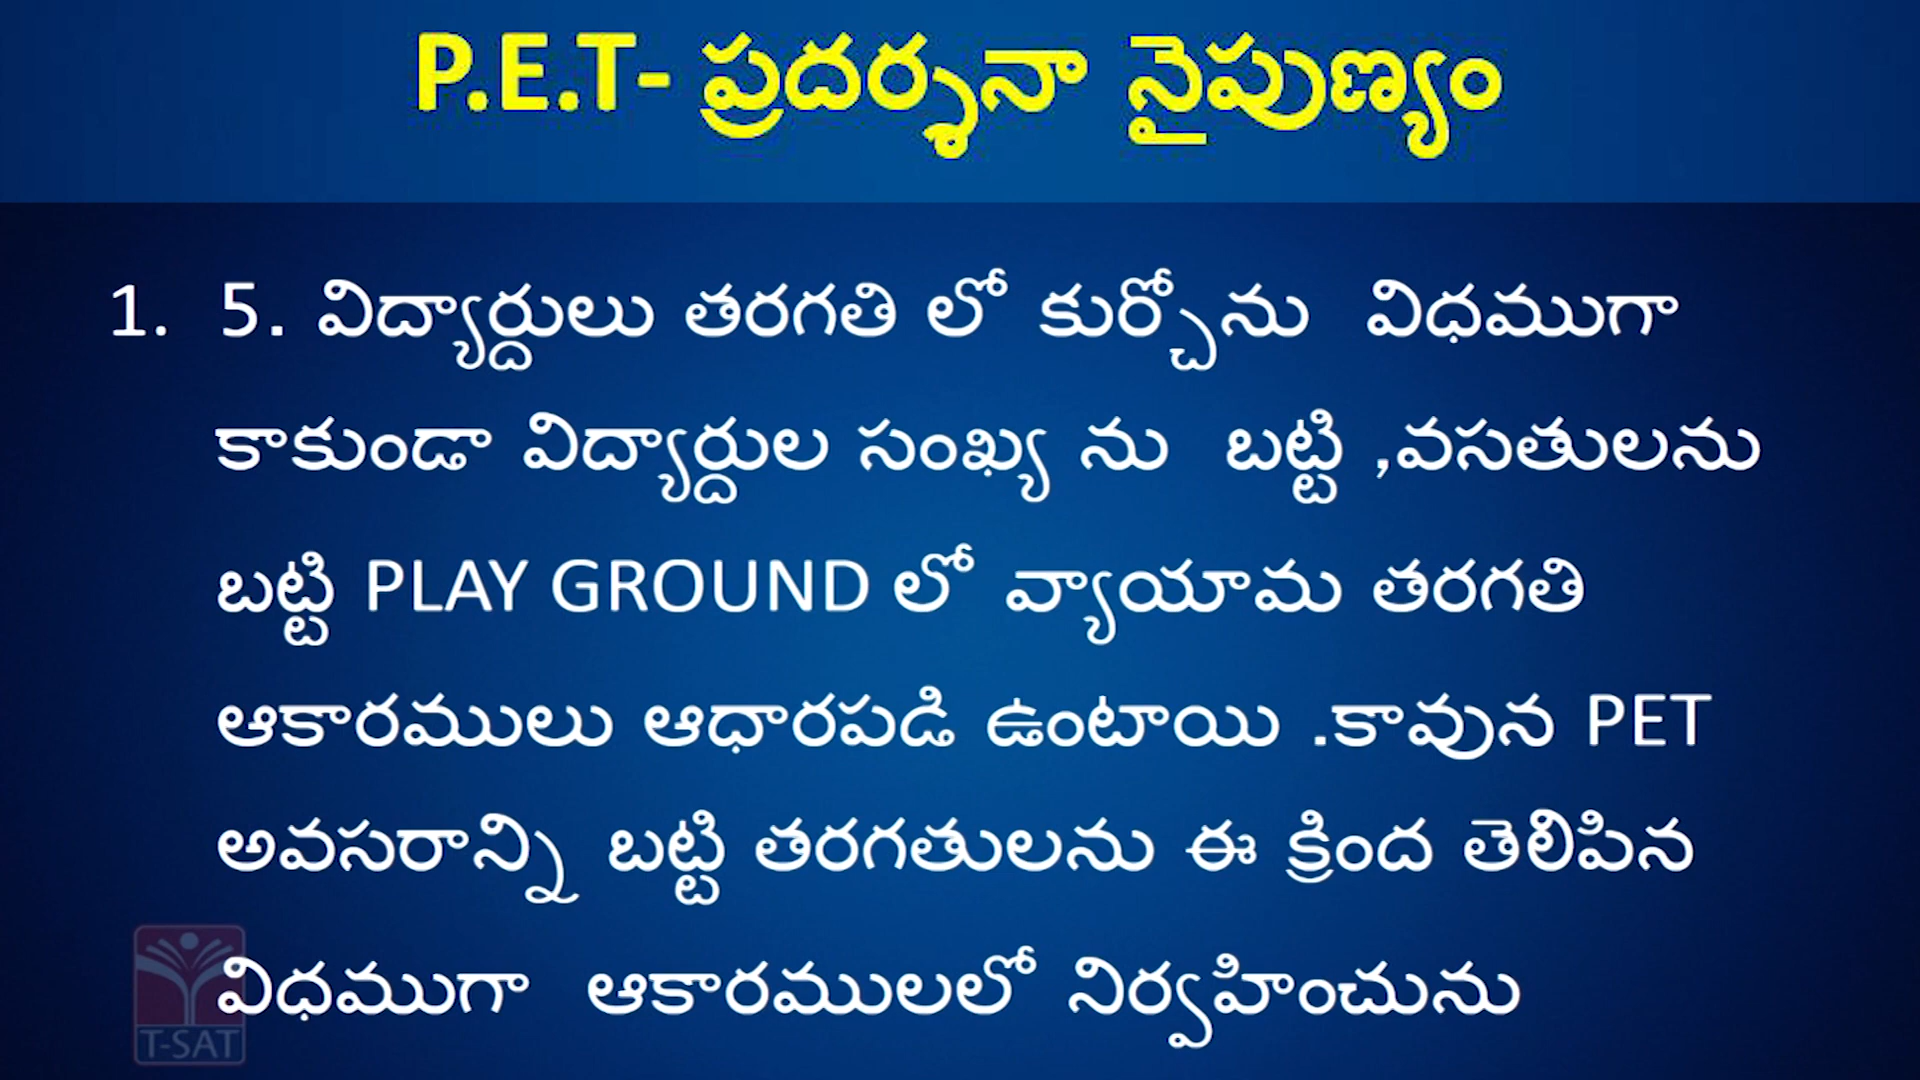 P.E.T- ప్రదర్శనా నైపుణ్యం
1. 5. విద్యార్దులు తరగతి లో కుర్చోను విధముగా
కాకుండా విద్యార్దుల సంఖ్య ను బట్టి ,వసతులను
బట్టి PLAY GROUND లో వ్యాయామ తరగతి
ఆకారములు ఆధారపడి ఉంటాయి .కావున PET
అవసరాన్ని బట్టి తరగతులను ఈ క్రింద తెలిపిన
విధముగా ఆకారములలో నిర్వహించును
T-SAT